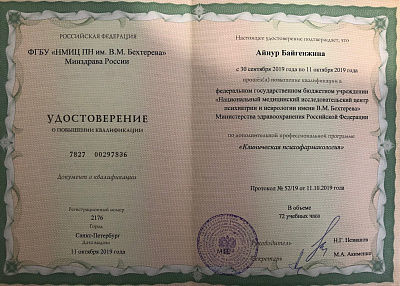 РОССИЙСКАЯ ФЕДЕРАЦИЯ
ФГБУ «НМИЦ ПН им. В.М. Бехтерева»
Минздрава России
УДОСТОВЕРЕНИЕ
О ПОВЫШЕНИИ КВАЛИФИКАЦИИ
7827 00297836
Документ о квалификации
Регистрационный номер
2176
Город
Санкт-Петербург
Дата выдачи
11 октября 2019 года
Настоящее удостоверение подтверждает, что
Айнур Байгенжина
с 30 сентября 2019 года по 11 октября 2019 года
прошёл(а) повышение квалификации в
федеральном государственном бюджетном учреждении
«Национальный медицинский исследовательский центр
психиатрии и неврологии имени В.М. Бехтерева»
Министерства здравоохранения Российской Федерации
по дополнительной профессиональной программе
«Клиническая психофармакология»
Протокол № 52/19 от 11.10.2019
В объеме
72 учебных часа
Руководитель
Н.Г. Незнанов
Секретарь
М.А. Акименко